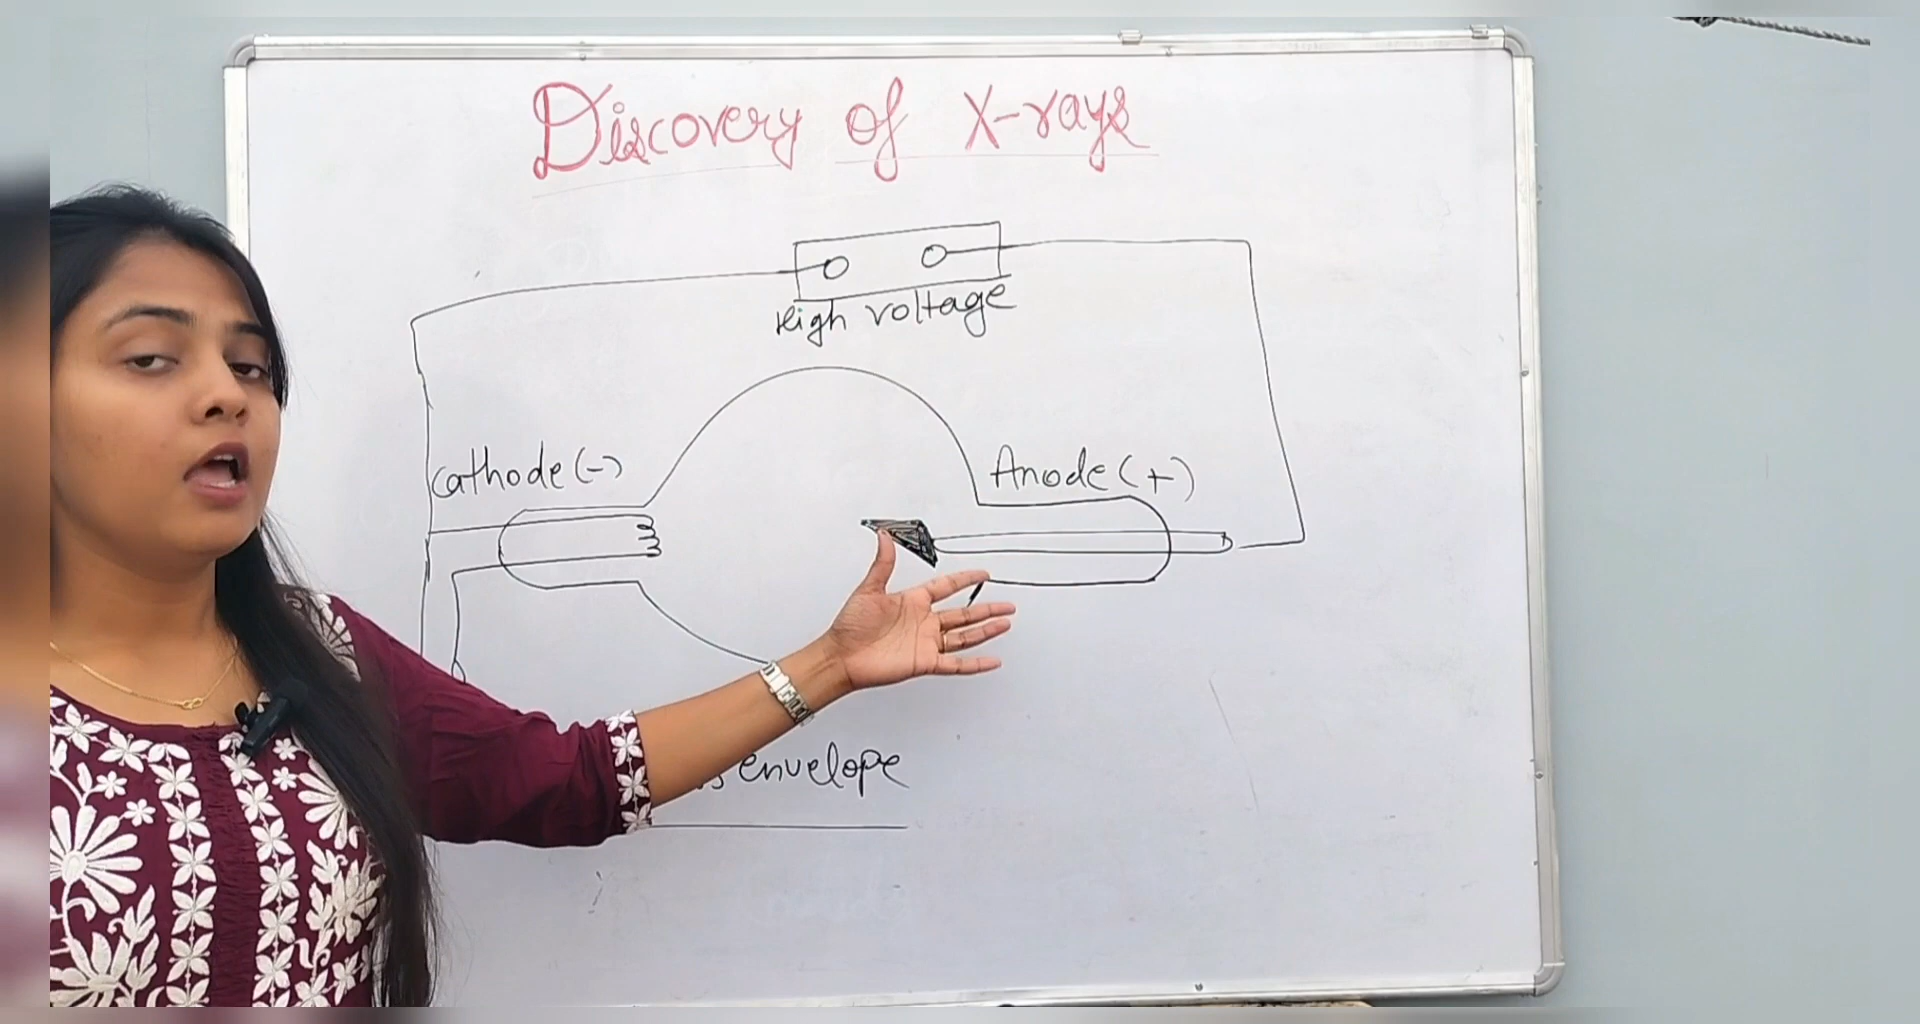 Discovery of X-rays
High voltage
Cathode (-)
Anode (+)
envelope